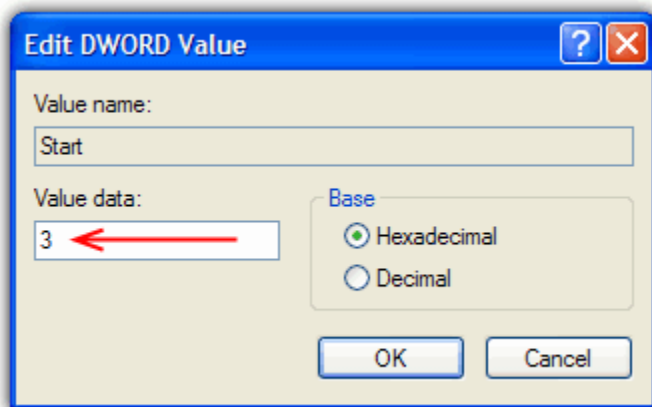 Edit DWORD Value
Value name:
Start
Value data:
3
Base
Hexadecimal
Decimal
OK
Cancel